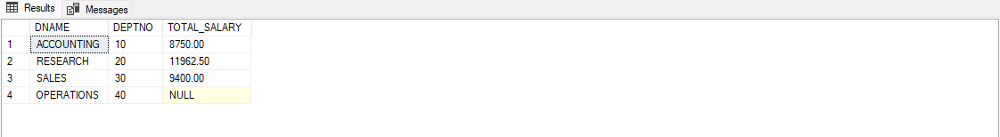 Results Messages
DNAME DEPTNO TOTAL_SALARY
1 ACCOUNTING 10 8750.00
2 RESEARCH 20 11962.50
3 SALES 30 9400.00
4 OPERATIONS 40 NULL